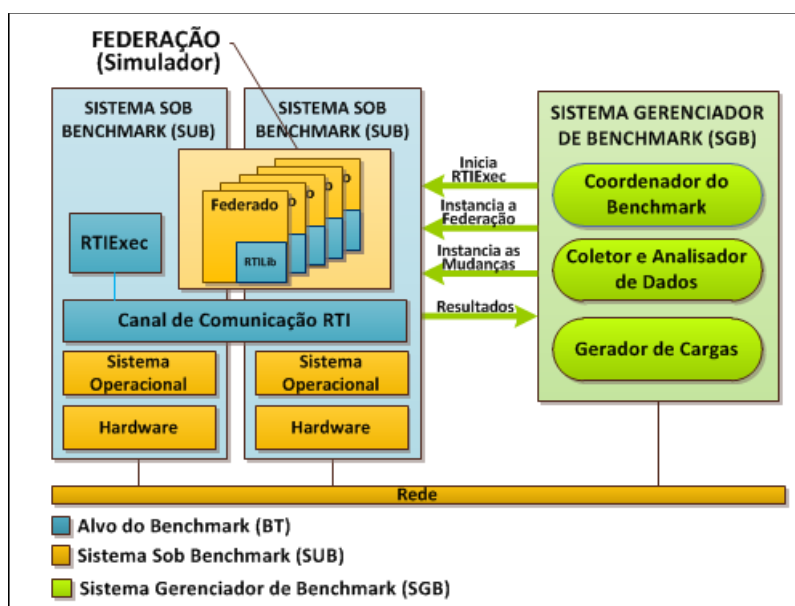 FEDERAÇÃO
(Simulador)
SISTEMA SOB
BENCHMARK (SUB)
SISTEMA SOB
BENCHMARK (SUB)
SISTEMA GERENCIADOR
DE BENCHMARK (SGB)
Federado
RTILib
RTIExec
Canal de Comunicação RTI
Sistema
Operacional
Sistema
Operacional
Hardware
Hardware
Inicia
RTIExec
Instancia a
Federação
Instancia as
Mudanças
Resultados
Coordenador do
Benchmark
Coletor e Analisador
de Dados
Gerador de Cargas
Rede
Alvo do Benchmark (BT)
Sistema Sob Benchmark (SUB)
Sistema Gerenciador de Benchmark (SGB)